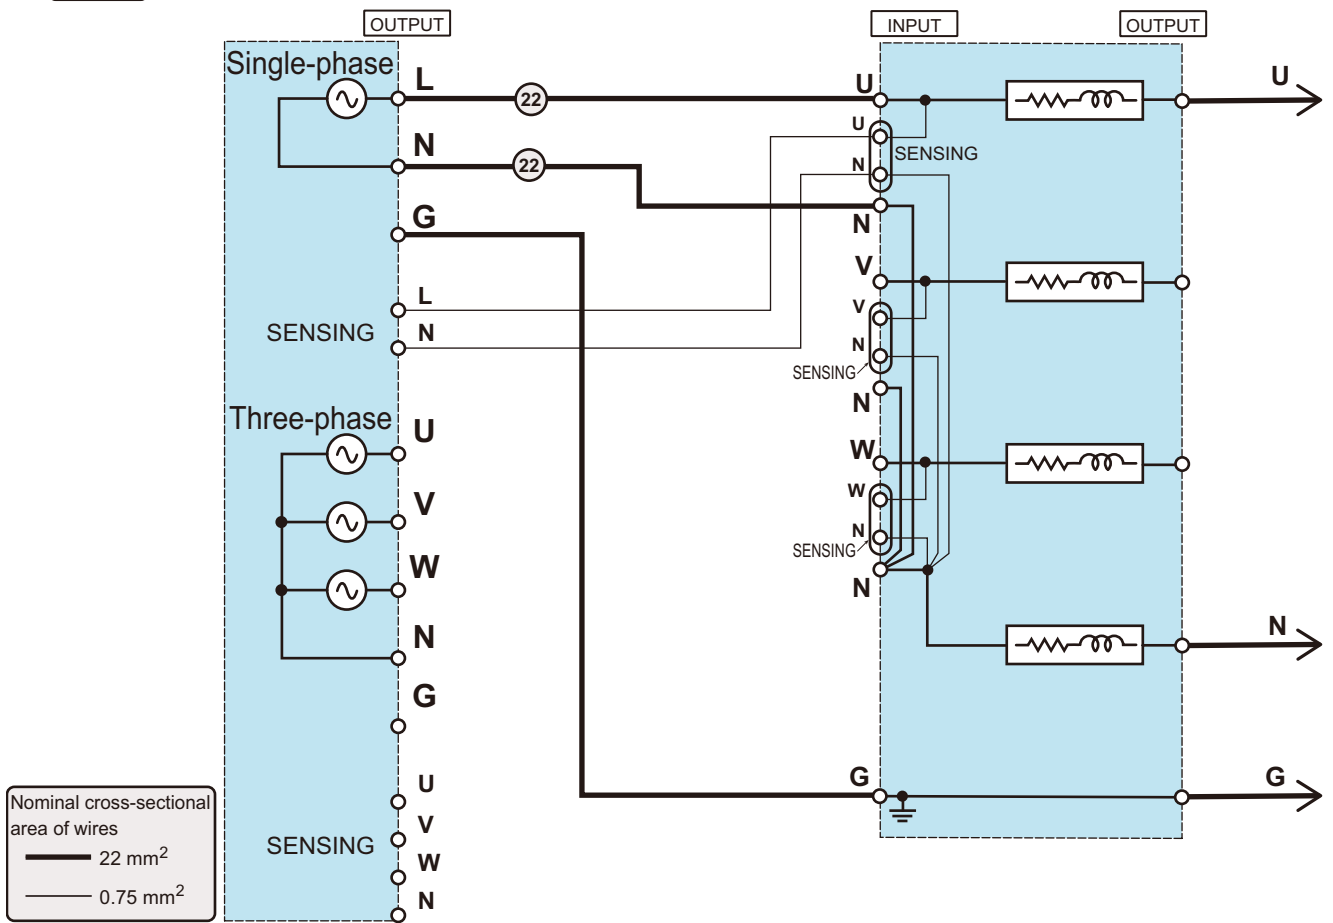 OUTPUT
INPUT
OUTPUT
Single-phase
L
22
U
U
U
SENSING
N
22
N
N
G
V
L
V
SENSING
N
N
SENSING
N
Three-phase
U
W
W
V
N
SENSING
W
N
N
N
G
G
G
U
Nominal cross-sectional
area of wires
22 mm²
0.75 mm²
V
SENSING
W
N